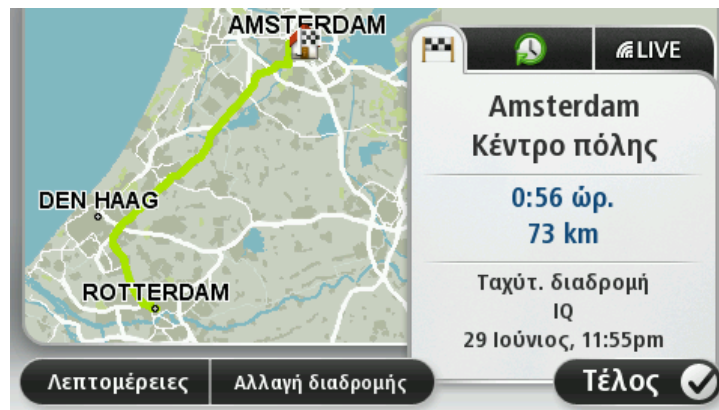 AMSTERDAM
DEN HAAG
ROTTERDAM
LIVE
Amsterdam
Κέντρο πόλης
0:56 ώρ.
73 km
Ταχύτ. διαδρομή
IQ
29 Ιούνιος, 11:55pm
Λεπτομέρειες
Αλλαγή διαδρομής
Τέλος